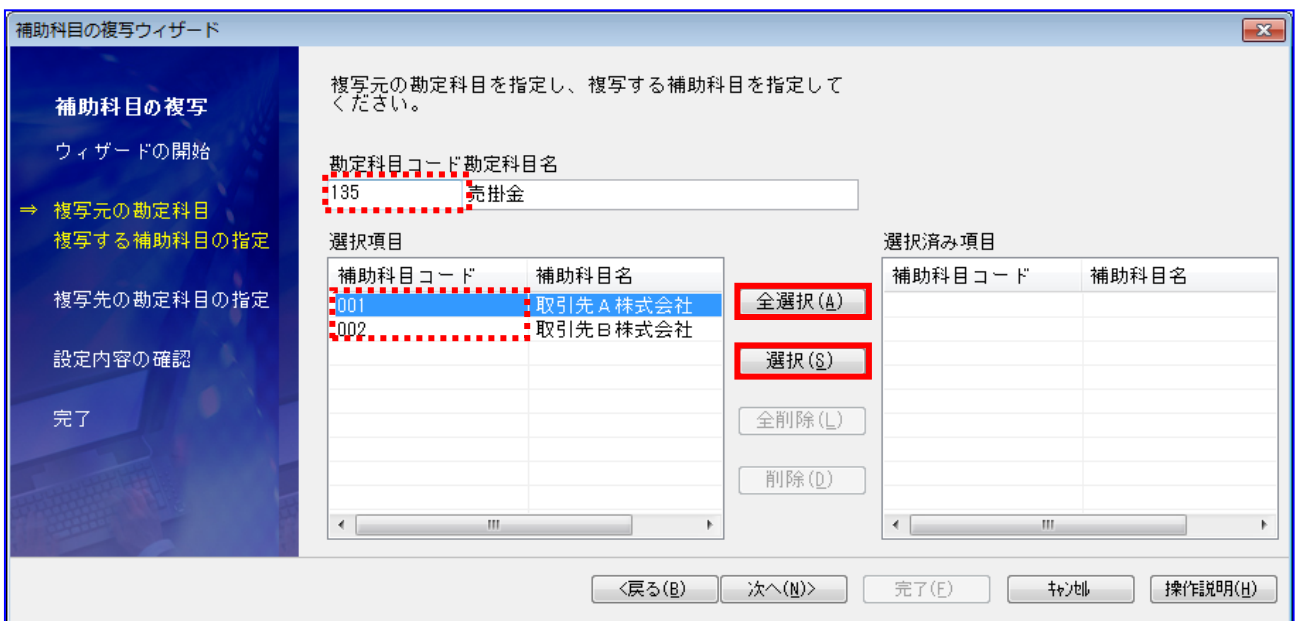 補助科目の複写ウィザード
補助科目の複写
ウィザードの開始
⇒ 複写元の勘定科目
複写する補助科目の指定
複写先の勘定科目の指定
設定内容の確認
完了
複写元の勘定科目を指定し、複写する補助科目を指定して
ください。
勘定科目コード勘定科目名
135 売掛金
選択項目
補助科目コード 補助科目名
001 取引先A株式会社
002 取引先B株式会社
全選択(A)
選択(S)
全削除(L)
削除(D)
選択済み項目
補助科目コード 補助科目名
<戻る(B) 次へ(N)> 完了(F) キャンセル 操作説明(H)